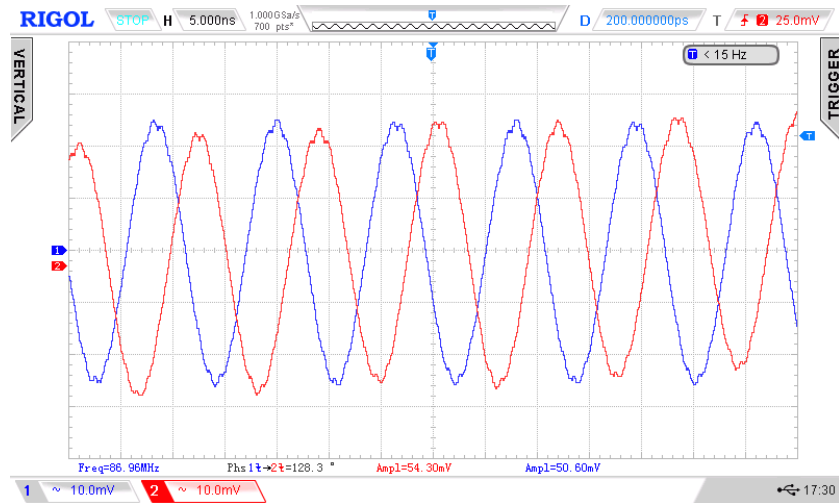 RIGOL STOP H 5.000ns 1.000GSa/s 700 pts* T D 200.000000ps T 2 25.0mV
VERTICAL
TRIGGER
T < 15 Hz
T
T
1
2
Freq=86.96MHz Phs1→2=128.3 ° Ampl=54.30mV Ampl=50.60mV
1 ~ 10.0mV 2 ~ 10.0mV 17:30